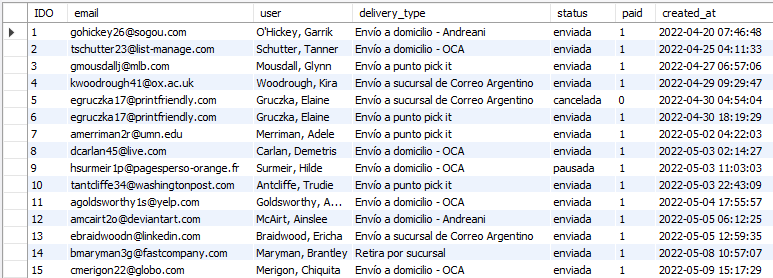 IDO email user delivery_type status paid created_at
1 gohickey26@sogou.com O'Hickey, Garrik Envío a domicilio - Andreani enviada 1 2022-04-20 07:46:48
2 tschutter23@list-manage.com Schutter, Tanner Envío a domicilio - OCA enviada 1 2022-04-25 04:11:33
3 gmousdallj@mlb.com Mousdall, Glynn Envío a punto pick it enviada 1 2022-04-27 06:57:06
4 kwoodrough41@ox.ac.uk Woodrough, Kira Envío a sucursal de Correo Argentino enviada 1 2022-04-29 09:29:47
5 egruczka17@printfriendly.com Gruczka, Elaine Envío a sucursal de Correo Argentino cancelada 0 2022-04-30 04:54:04
6 egruczka17@printfriendly.com Gruczka, Elaine Envío a punto pick it enviada 1 2022-04-30 18:19:29
7 amerriman2r@umn.edu Merriman, Adele Envío a punto pick it enviada 1 2022-05-02 04:22:03
8 dcarlan45@live.com Carlan, Demetris Envío a domicilio - OCA enviada 1 2022-05-03 02:14:27
9 hsurmeir1p@pagesperso-orange.fr Surmeir, Hilde Envío a domicilio - OCA pausada 1 2022-05-03 11:03:03
10 tantcliffe34@washingtonpost.com Antcliffe, Trudie Envío a punto pick it enviada 1 2022-05-03 22:43:09
11 agoldsworthy1s@yelp.com Goldsworthy, A... Envío a domicilio - OCA enviada 1 2022-05-04 17:55:57
12 amcairt2o@deviantart.com McAirt, Ainslee Envío a domicilio - Andreani enviada 1 2022-05-05 06:12:25
13 ebraidwoodn@linkedin.com Braidwood, Ericha Envío a sucursal de Correo Argentino enviada 1 2022-05-05 12:59:35
14 bmaryman3g@fastcompany.com Maryman, Brantley Retira por sucursal enviada 1 2022-05-08 10:57:07
15 cmerigon22@globo.com Merigon, Chiquita Envío a domicilio - OCA enviada 1 2022-05-09 15:17:29